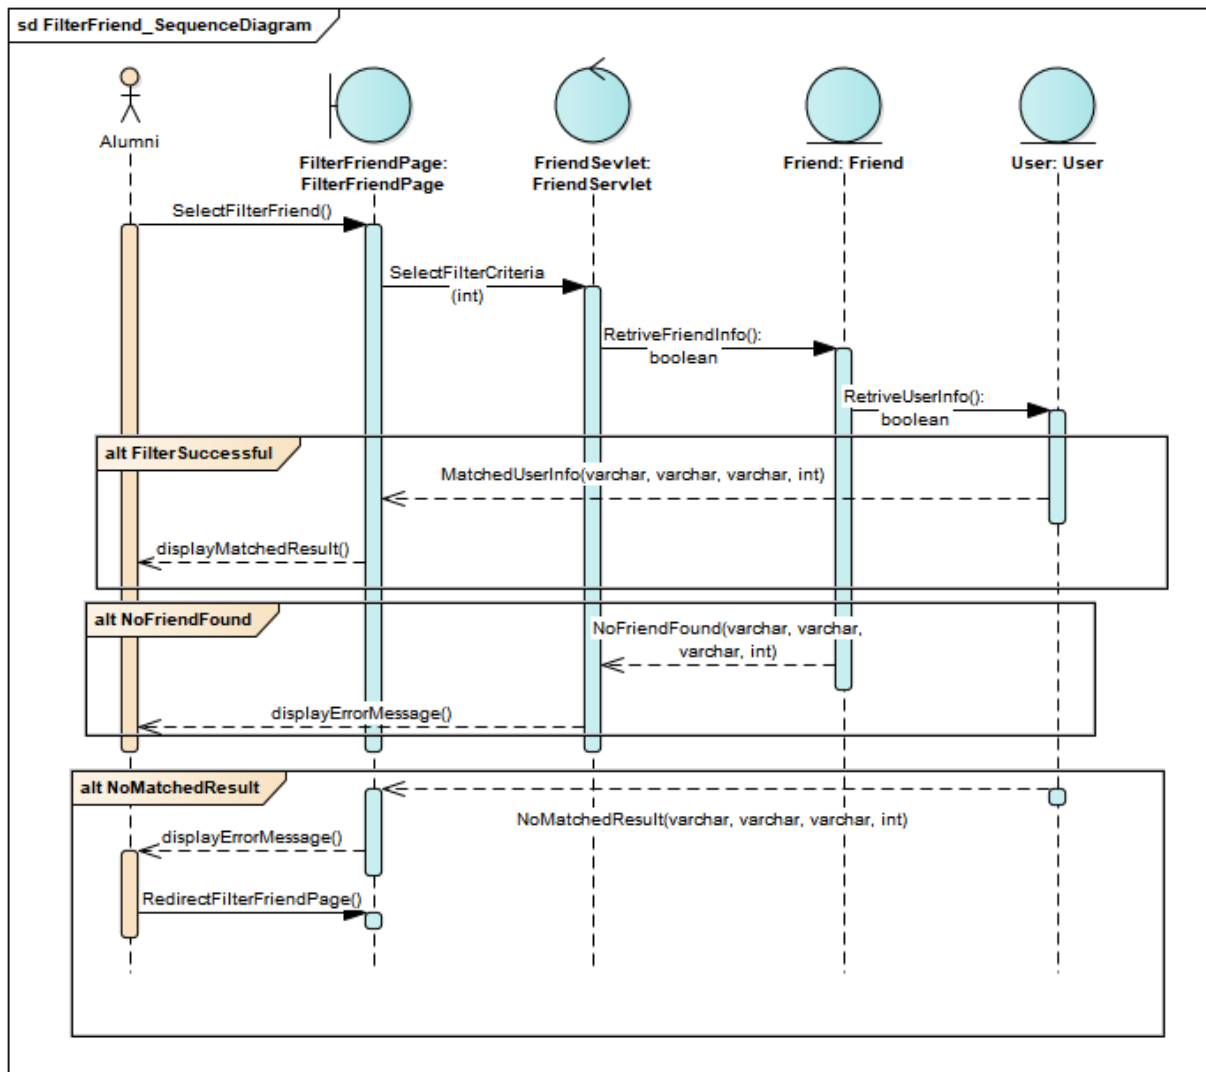 sd FilterFriend_SequenceDiagram
Alumni
FilterFriendPage:
FilterFriendPage
FriendSevlet:
FriendServlet
Friend: Friend
User: User
SelectFilterFriend()
SelectFilterCriteria
(int)
RetriveFriendInfo():
boolean
RetriveUserInfo():
boolean
alt FilterSuccessful
MatchedUserInfo(varchar, varchar, varchar, int)
displayMatchedResult()
alt NoFriendFound
NoFriendFound(varchar, varchar,
varchar, int)
displayErrorMessage()
alt NoMatchedResult
NoMatchedResult(varchar, varchar, varchar, int)
displayErrorMessage()
RedirectFilterFriendPage()